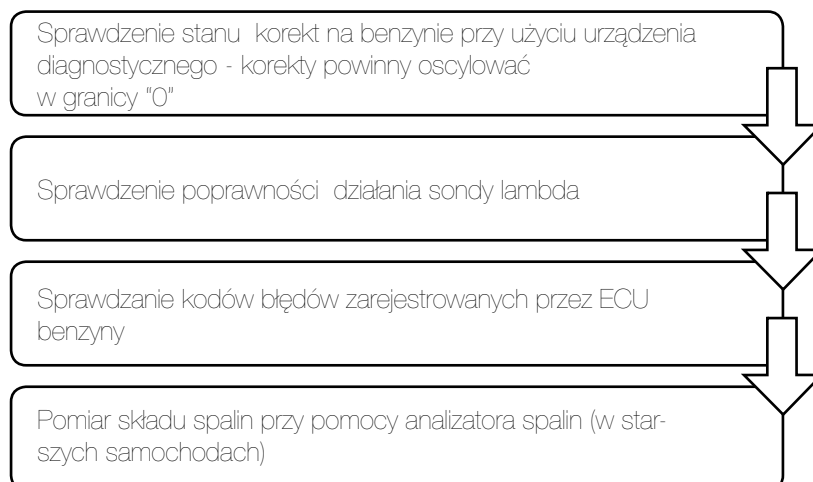 Sprawdzenie stanu korekt na benzynie przy użyciu urządzenia
diagnostycznego - korekty powinny oscylować
w granicy "0"
Sprawdzenie poprawności działania sondy lambda
Sprawdzanie kodów błędów zarejestrowanych przez ECU
benzyny
Pomiar składu spalin przy pomocy analizatora spalin (w star-
szych samochodach)